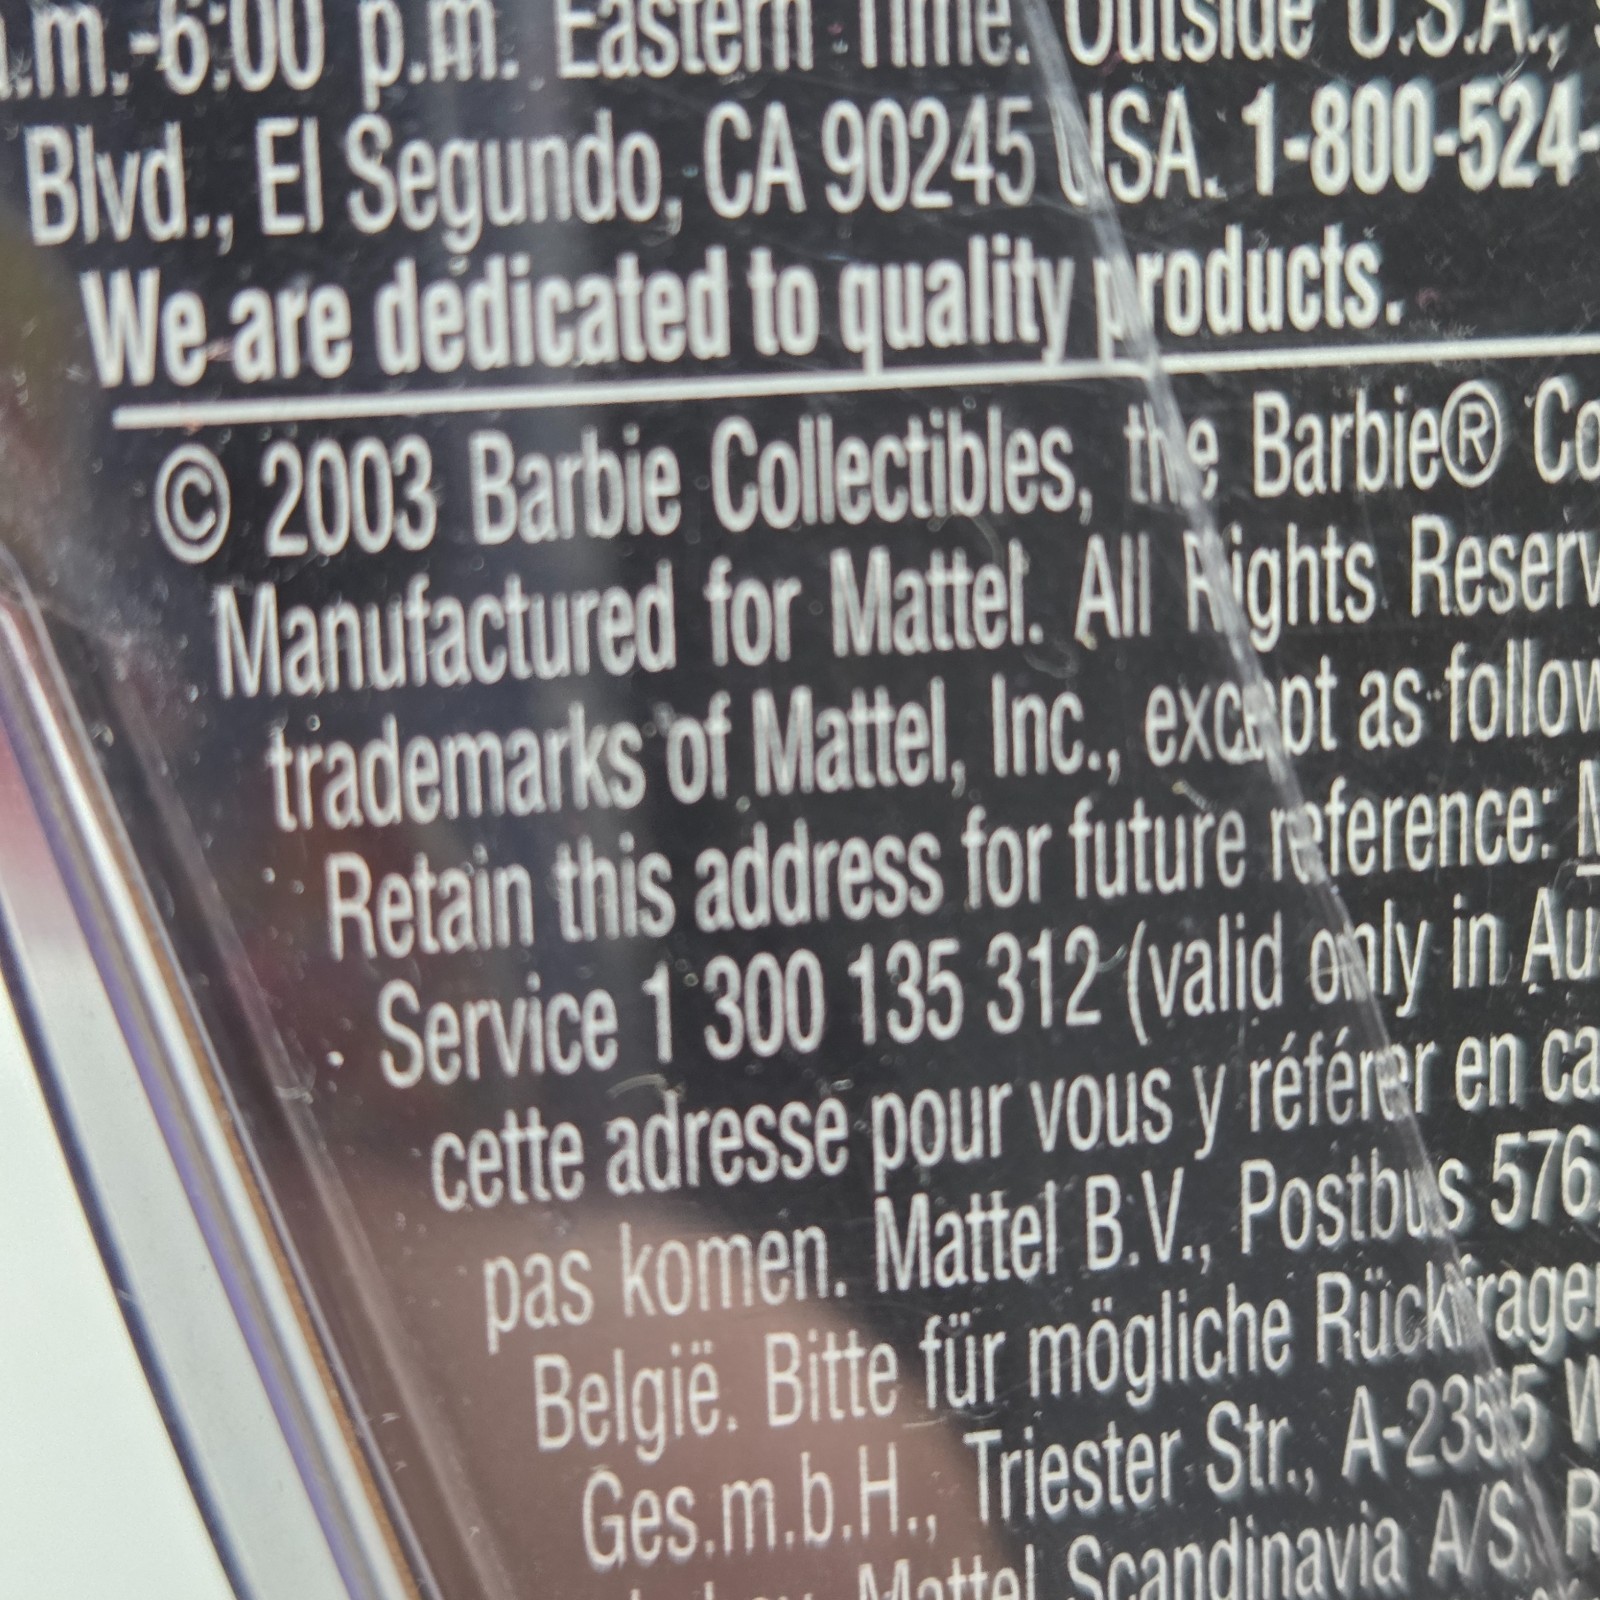 .m.-6:00 p.m. Eastern Time. Outside U.S.A.,
Blvd., El Segundo, CA 90245 USA. 1-800-524-
We are dedicated to quality products.
© 2003 Barbie Collectibles, the Barbie® Co
Manufactured for Mattel. All Rights Reserv
trademarks of Mattel, Inc., except as follow
Retain this address for future reference: M
Service 1 300 135 312 (valid only in Au
cette adresse pour vous y référer en ca
pas komen. Mattel B.V., Postbus 576
België. Bitte für mögliche Rückfragen
Ges.m.b.H., Triester Str., A-2355 W
Mattel Scandinavia A/S, R